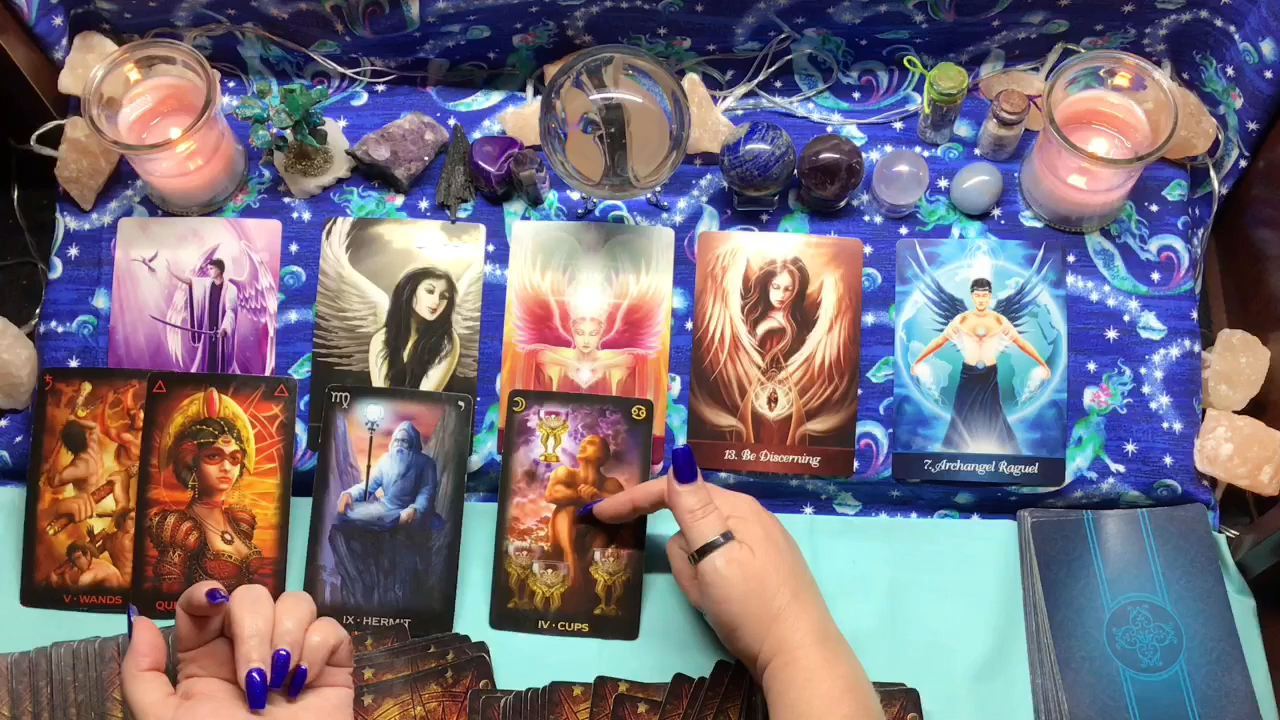 13. Be Discerning
7. Archangel Raguel
V • WANDS
IX • HERMIT
IV • CUPS